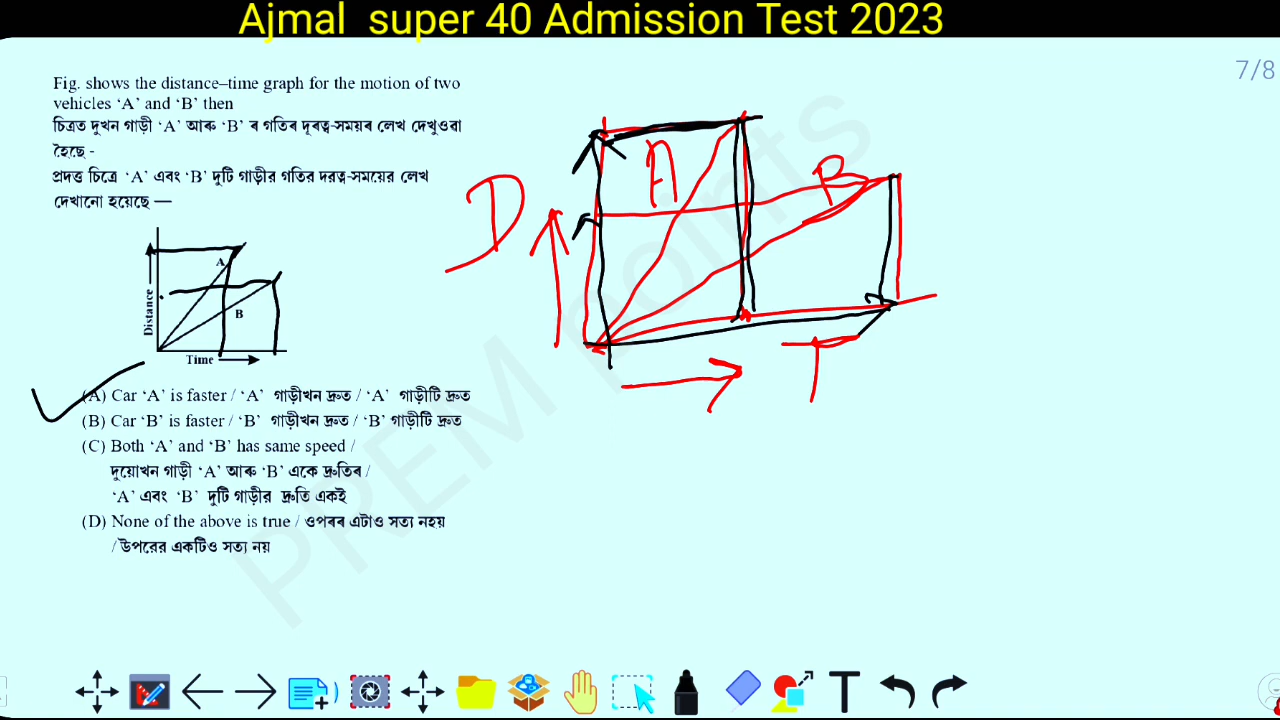 Ajmal super 40 Admission Test 2023
7/8
Fig. shows the distance–time graph for the motion of two
vehicles ‘A’ and ‘B’ then
চিত্ৰত দুখন গাড়ী ‘A’ আৰু ‘B’ ৰ গতিৰ দূৰত্ব-সময়ৰ লেখ দেখুওৱা
হৈছে -
প্রদত্ত চিত্রে ‘A’ এবং ‘B’ দুটি গাড়ীর গতির দরত্ব-সময়ের লেখ
দেখানো হয়েছে —
A
B
Distance
Time
(A) Car ‘A’ is faster / ‘A’ গাড়ীখন দ্ৰুত / ‘A’ গাড়ীটি দ্রুত
(B) Car ‘B’ is faster / ‘B’ গাড়ীখন দ্ৰুত / ‘B’ গাড়ীটি দ্রুত
(C) Both ‘A’ and ‘B’ has same speed /
দুয়োখন গাড়ী ‘A’ আৰু ‘B’ একে দ্ৰুতিৰ /
‘A’ এবং ‘B’ দুটি গাড়ীর দ্রুতি একই
(D) None of the above is true / ওপৰৰ এটাও সত্য নহয়
/ উপরের একটিও সত্য নয়
D
A
B
T
PREM points
T